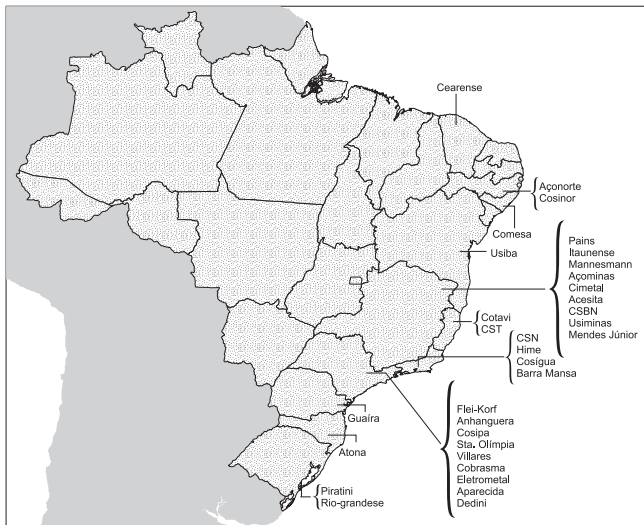 Cearense
Açonorte
Cosinor
Comesa
Usiba
Pains
Itaunense
Mannesmann
Açominas
Cimetal
Acesita
CSBN
Usiminas
Mendes Júnior
Cotavi
CST
CSN
Hime
Cosígua
Barra Mansa
Flei-Korf
Anhanguera
Cosipa
Sta. Olímpia
Villares
Cobrasma
Eletrometal
Aparecida
Dedini
Guaíra
Atona
Piratini
Rio-grandese